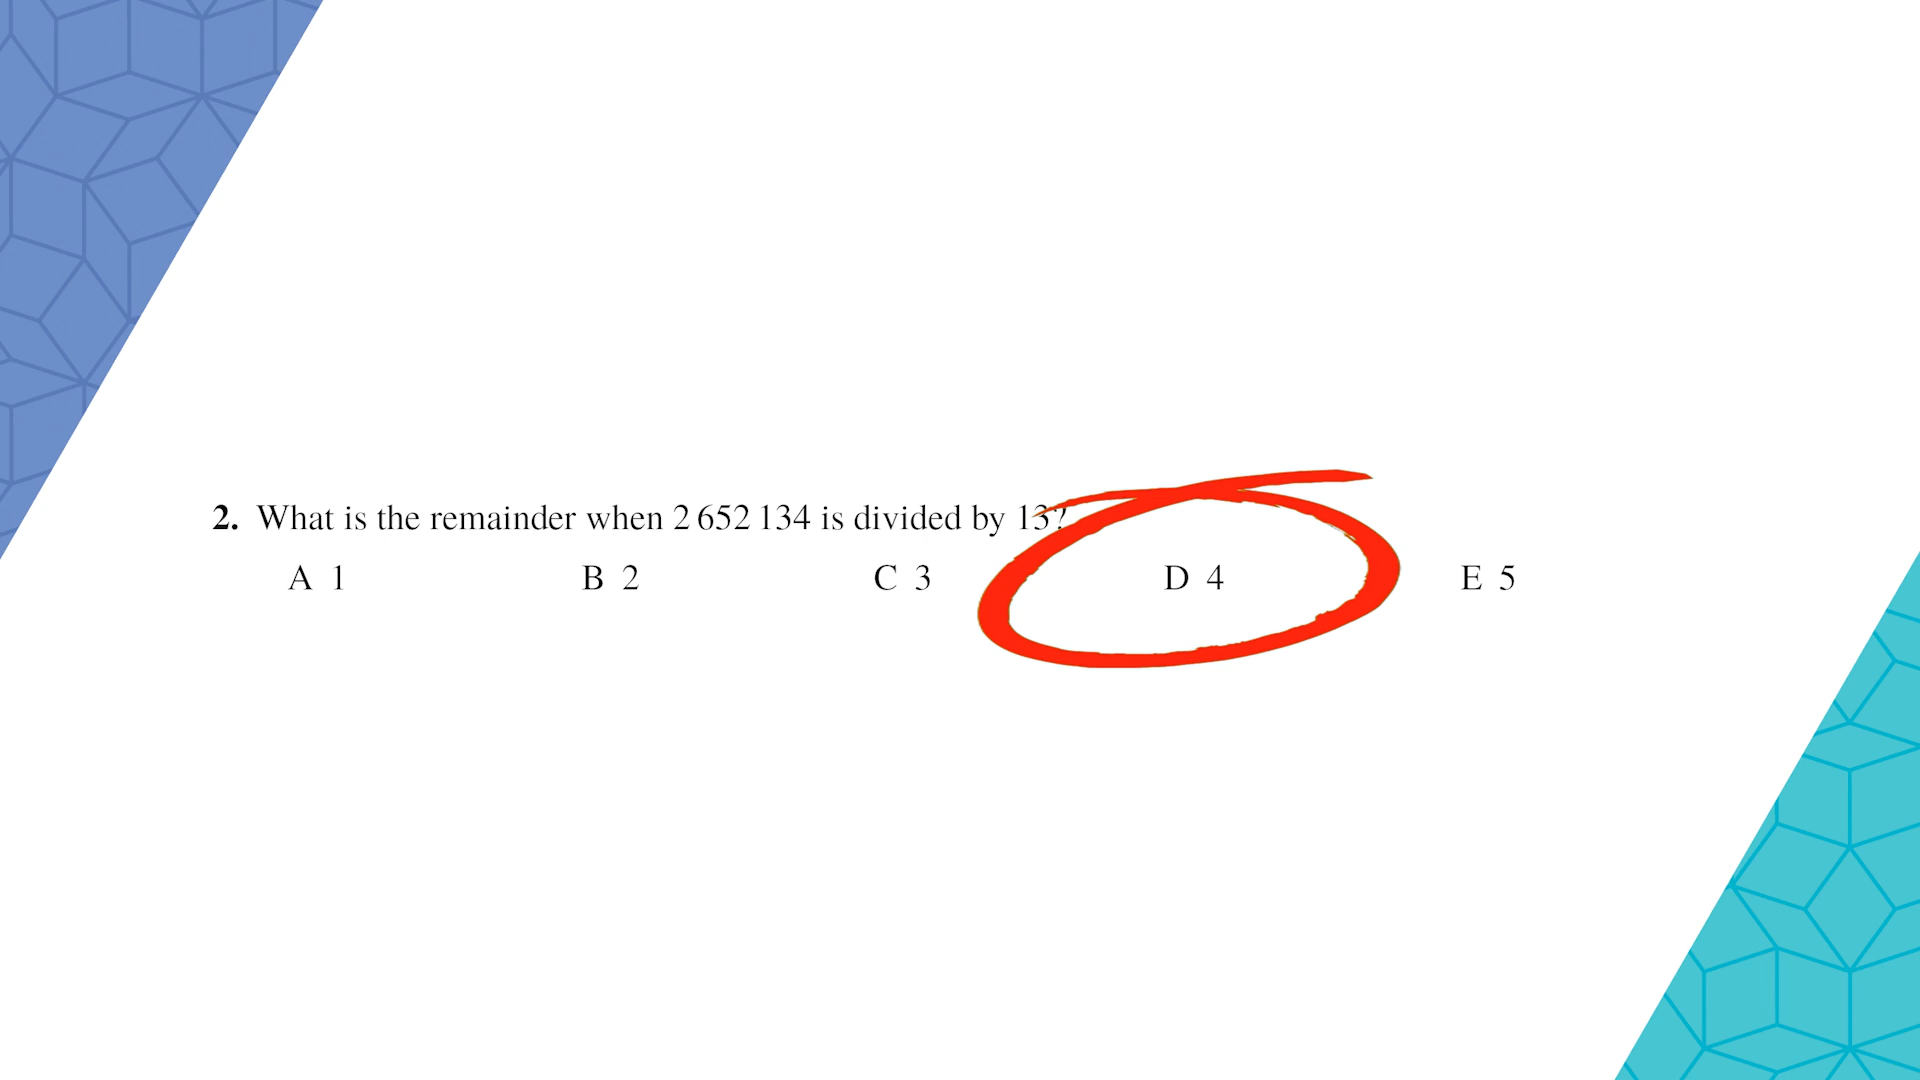 2. What is the remainder when 2 652 134 is divided by 13?
A 1 B 2 C 3 D 4 E 5